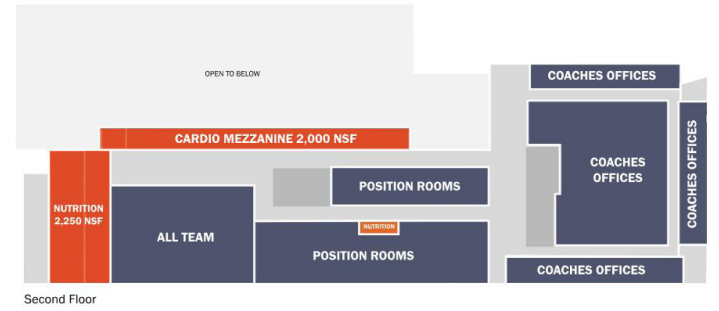 OPEN TO BELOW
COACHES OFFICES
CARDIO MEZZANINE 2,000 NSF
COACHES
OFFICES
COACHES OFFICES
POSITION ROOMS
NUTRITION
2,250 NSF
NUTRITION
ALL TEAM
POSITION ROOMS
COACHES OFFICES
Second Floor